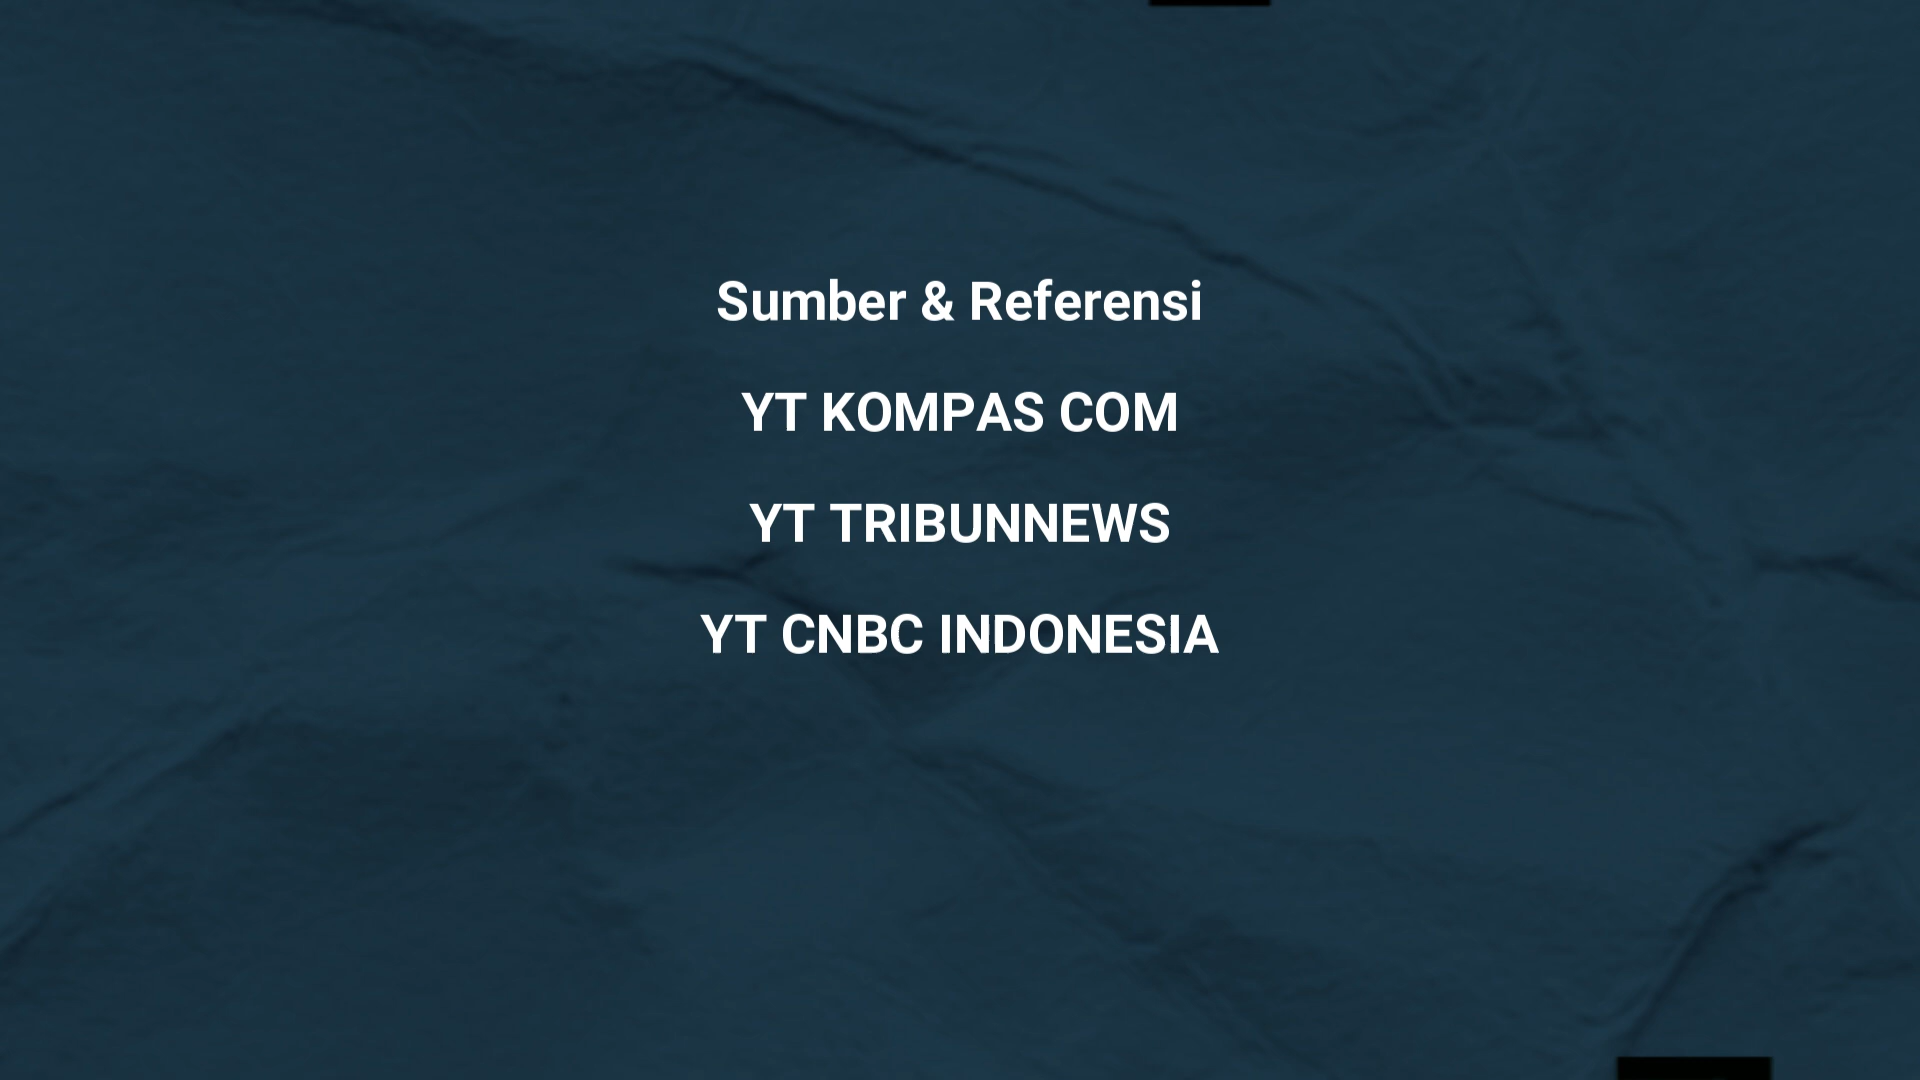 Sumber & Referensi
YT KOMPAS COM
YT TRIBUNNEWS
YT CNBC INDONESIA